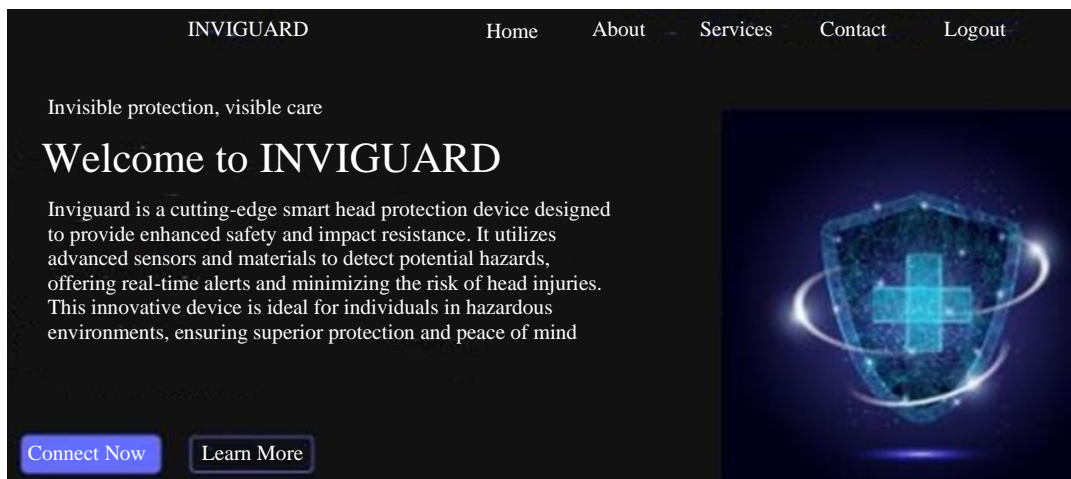 INVIGUARD Home About Services Contact Logout
Invisible protection, visible care
Welcome to INVIGUARD
Inviguard is a cutting-edge smart head protection device designed
to provide enhanced safety and impact resistance. It utilizes
advanced sensors and materials to detect potential hazards,
offering real-time alerts and minimizing the risk of head injuries.
This innovative device is ideal for individuals in hazardous
environments, ensuring superior protection and peace of mind
Connect Now Learn More